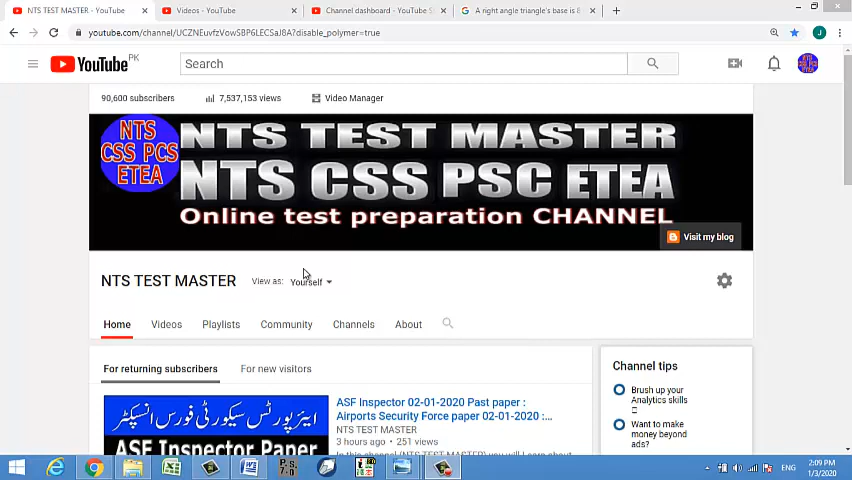 NTS TEST MASTER - YouTube
Videos - YouTube
Channel dashboard - YouTube S
A right angle triangle's base is 8
youtube.com/channel/UCZNEuvfzVowSBP6LECSaJ8A?disable_polymer=true
YouTube PK
Search
90,600 subscribers
7,537,153 views
Video Manager
NTS
CSS PCS
ETEA
NTS TEST MASTER
NTS CSS PSC ETEA
Online test preparation CHANNEL
Visit my blog
NTS TEST MASTER
View as: Yourself
Home
Videos
Playlists
Community
Channels
About
For returning subscribers
For new visitors
ائیرپورٹس سیکورٹی فورس انسپکٹر
ASF Inspector Paper
ASF Inspector 02-01-2020 Past paper :
Airports Security Force paper 02-01-2020 :...
NTS TEST MASTER
3 hours ago • 251 views
Channel tips
Brush up your
Analytics skills
Want to make
money beyond
ads?
ENG
2:09 PM
1/3/2020